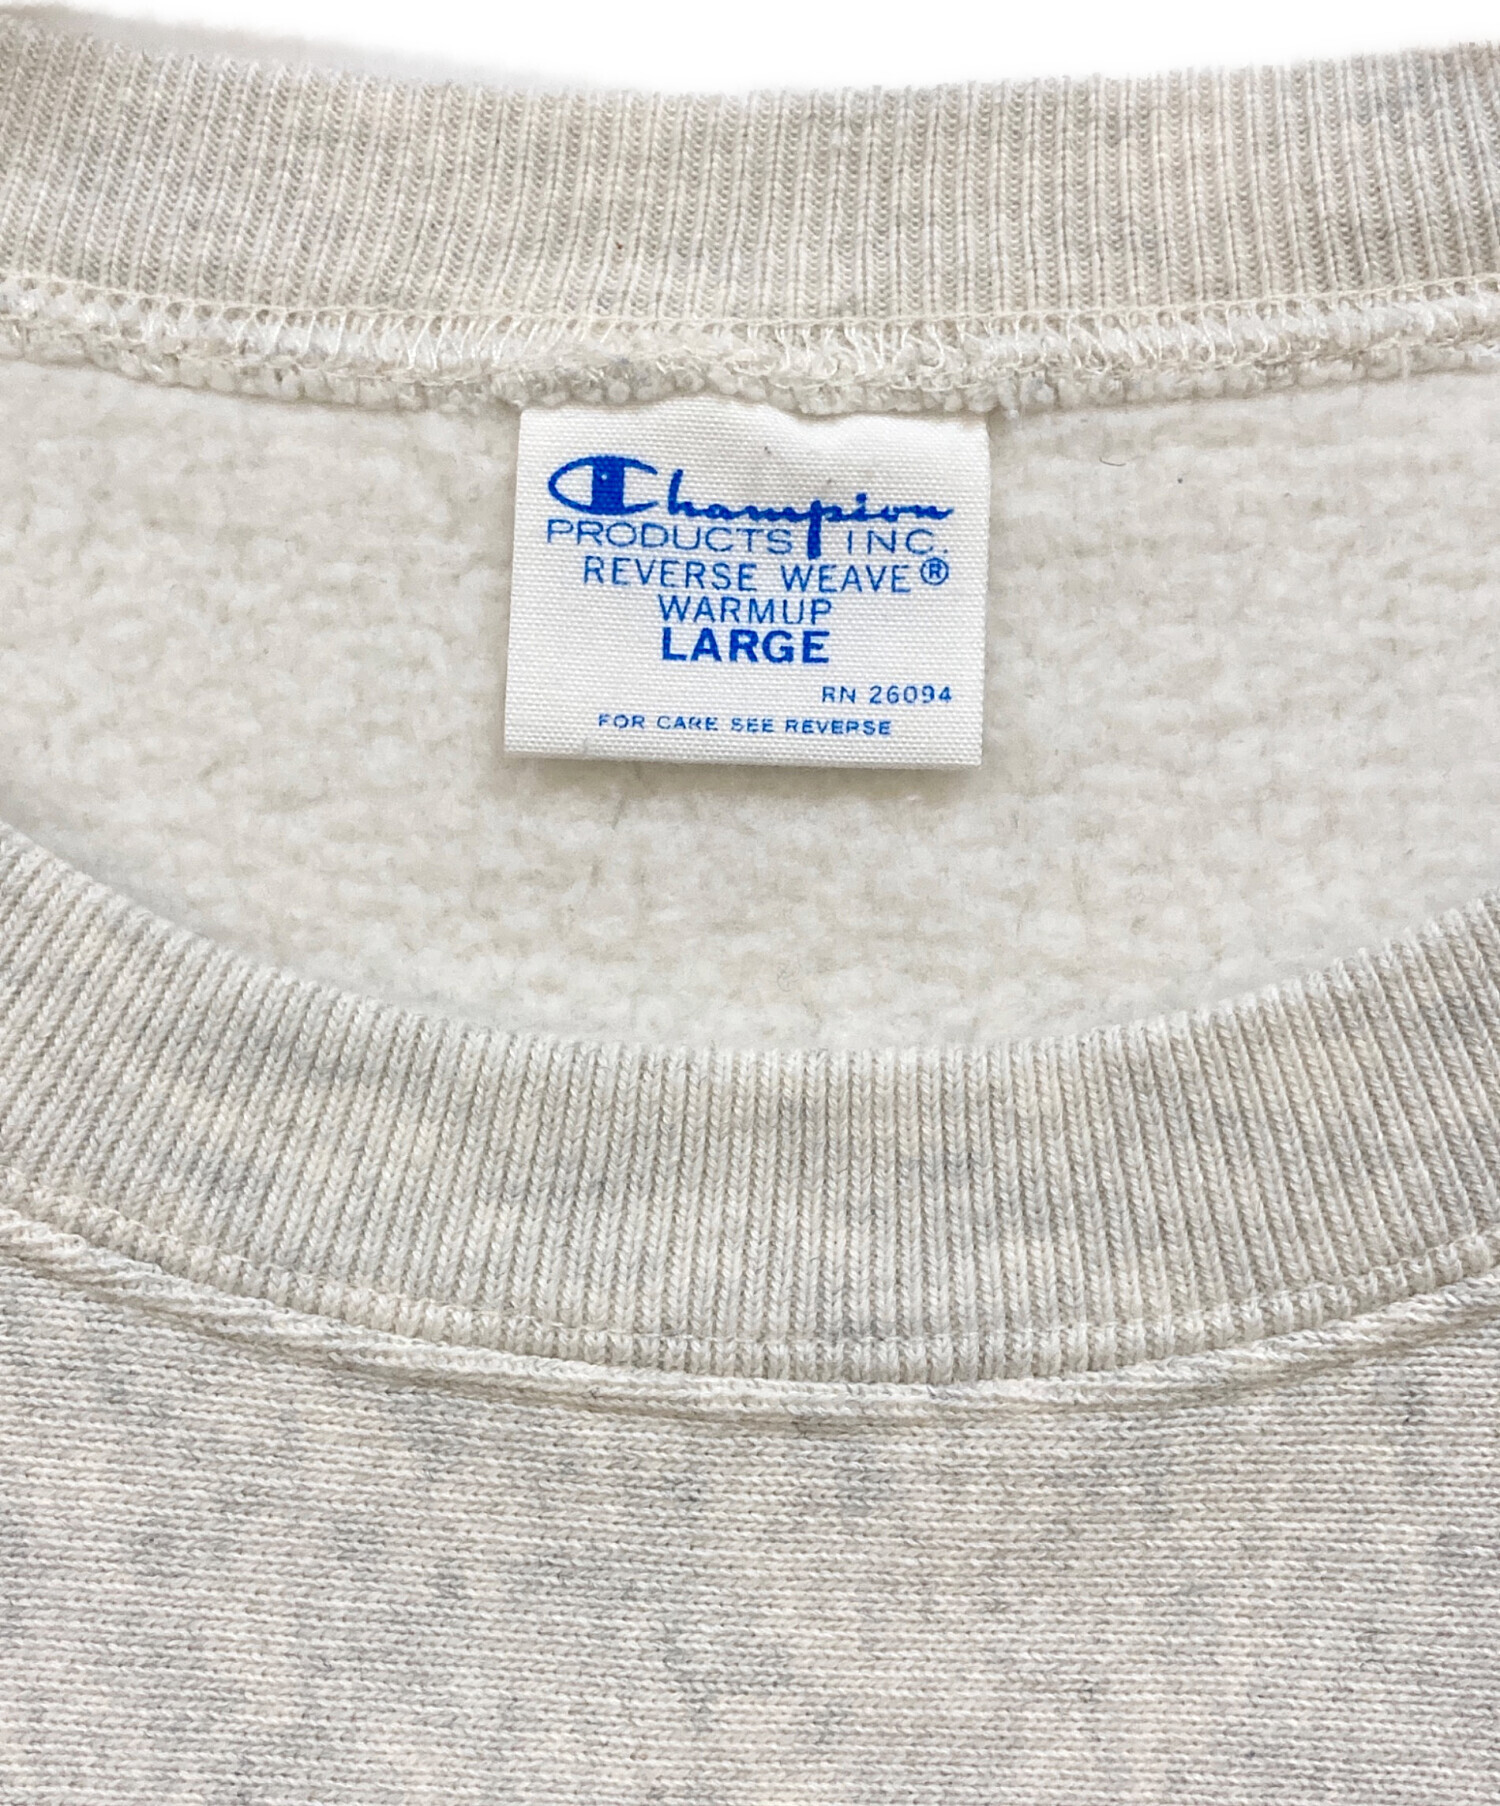 Champion
PRODUCTS INC.
REVERSE WEAVE®
WARMUP
LARGE
RN 26094
FOR CARE SEE REVERSE